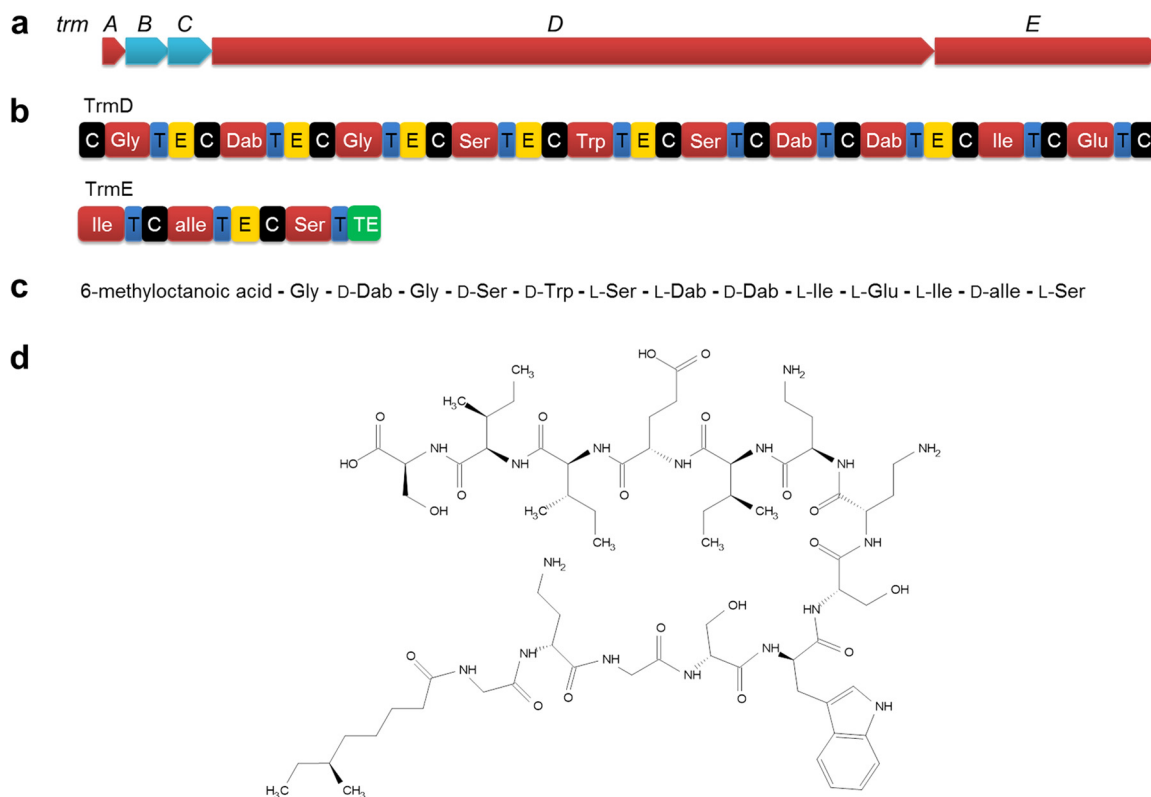 a trm A B C D E
b TrmD
C Gly T E C Dab T E C Gly T E C Ser T E C Trp T E C Ser T C Dab T C Dab T E C Ile T C Glu T C
TrmE
Ile T C alle T E C Ser T TE
c 6-methyloctanoic acid - Gly - D-Dab - Gly - D-Ser - D-Trp - L-Ser - L-Dab - D-Dab - L-Ile - L-Glu - L-Ile - D-alle - L-Ser
d
HO O
CH₃ NH₂
H₃C
O O O NH₂
NH NH NH NH
HO O NH O NH O O NH
O
OH H₃C CH₃ NH
CH₃ CH₃ O
NH₂
OH
OH HN
O O O
NH NH NH O
NH O O NH O
O
NH
H₃C CH₃